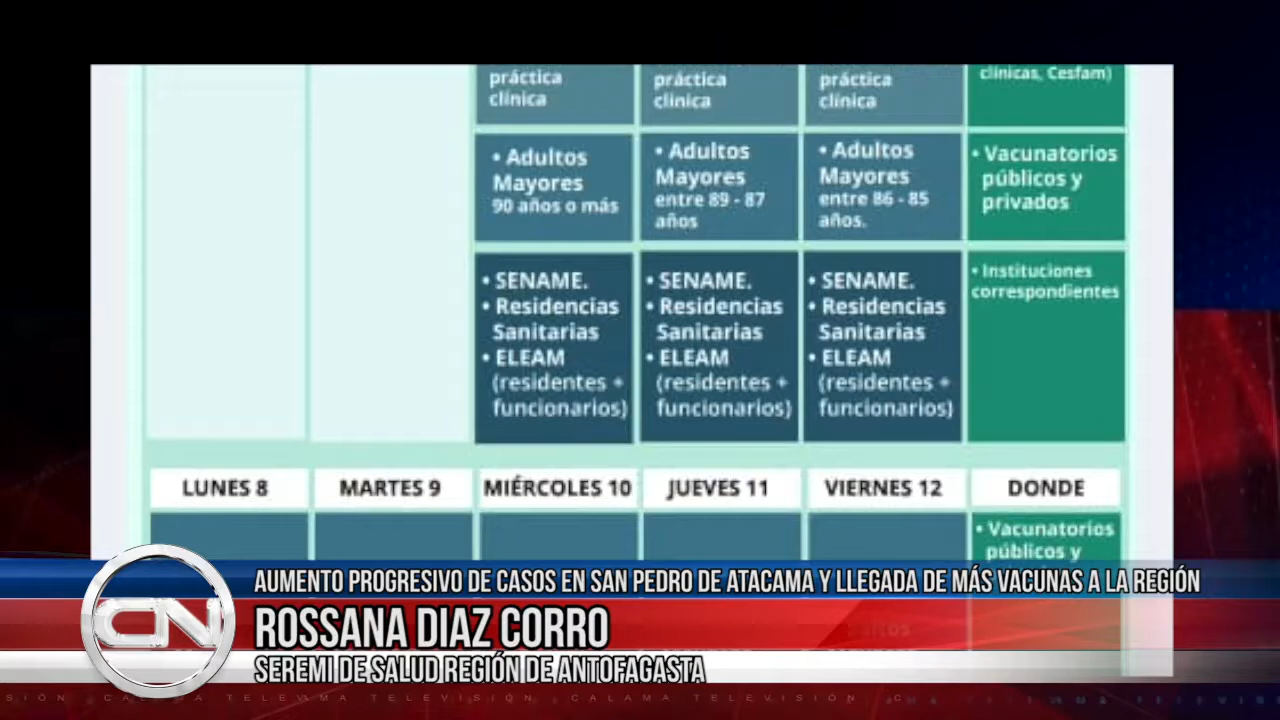 práctica
clínica
práctica
clínica
práctica
clínica
clínicas, Cesfam)
• Adultos
Mayores
90 años o más
• Adultos
Mayores
entre 89 - 87
años
• Adultos
Mayores
entre 86 - 85
años.
• Vacunatorios
públicos y
privados
• SENAME.
• Residencias
Sanitarias
• ELEAM
(residentes +
funcionarios)
• SENAME.
• Residencias
Sanitarias
• ELEAM
(residentes +
funcionarios)
• SENAME.
• Residencias
Sanitarias
• ELEAM
(residentes +
funcionarios)
• Instituciones
correspondientes
LUNES 8
MARTES 9
MIÉRCOLES 10
JUEVES 11
VIERNES 12
DONDE
• Vacunatorios
públicos y
AUMENTO PROGRESIVO DE CASOS EN SAN PEDRO DE ATACAMA Y LLEGADA DE MÁS VACUNAS A LA REGIÓN
CN
ROSSANA DIAZ CORRO
SEREMI DE SALUD REGIÓN DE ANTOFAGASTA
CALAMA TELEVISIÓN